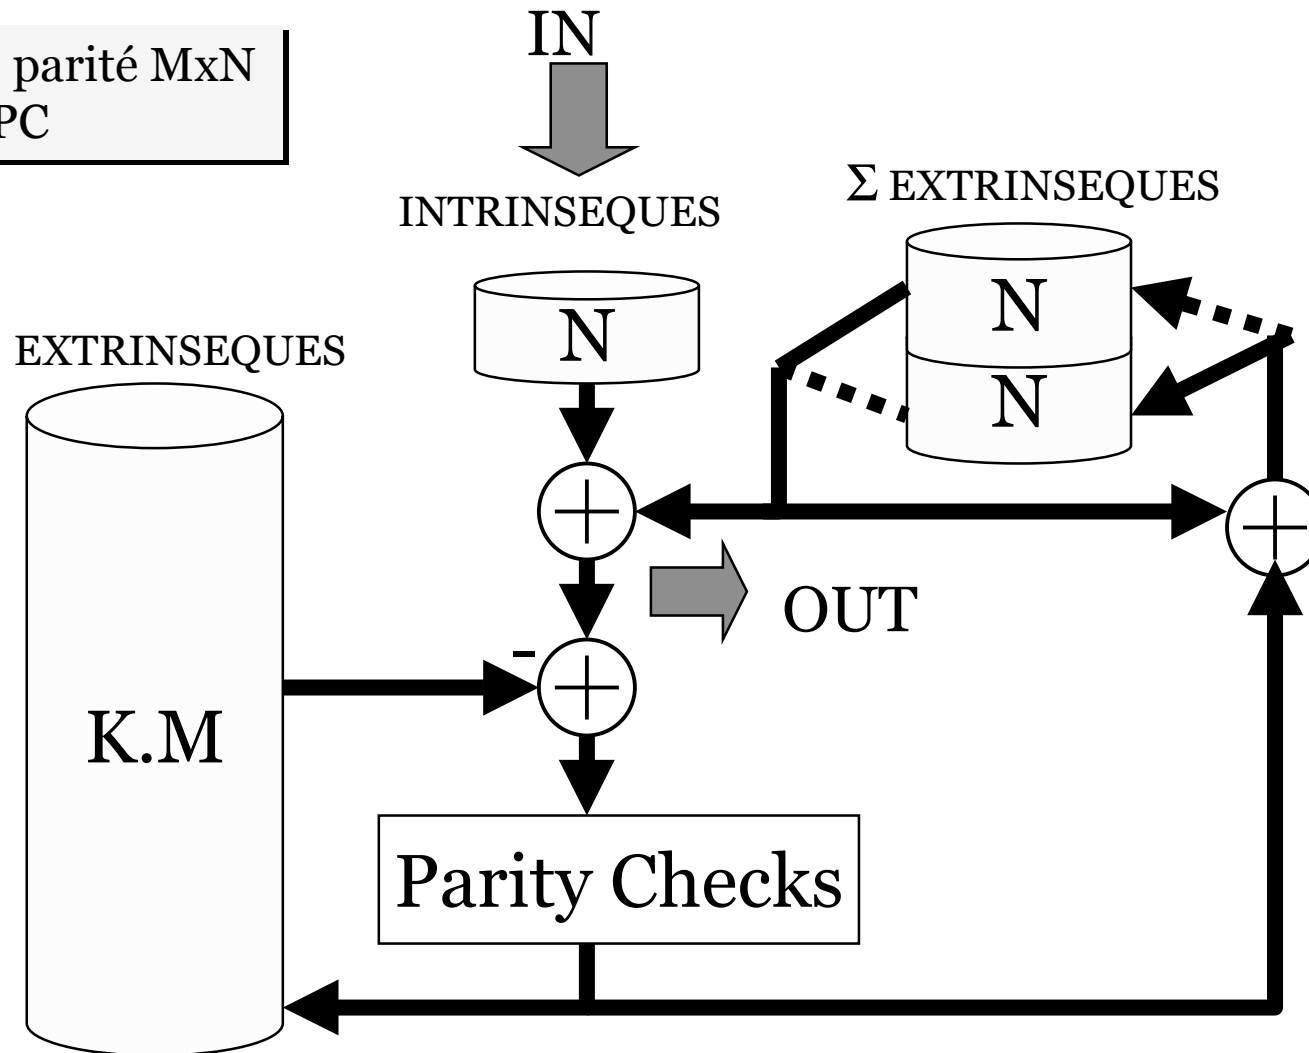 parité MxN
PC
IN
INTRINSEQUES
Σ EXTRINSEQUES
N
N
N
EXTRINSEQUES
OUT
-
K.M
Parity Checks